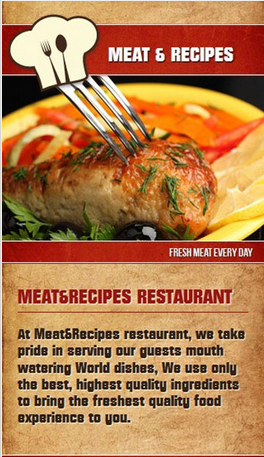 MEAT & RECIPES
FRESH MEAT EVERY DAY
MEAT&RECIPES RESTAURANT
At Meat&Recipes restaurant, we take
pride in serving our guests mouth
watering World dishes, We use only
the best, highest quality ingredients
to bring the freshest quality food
experience to you.